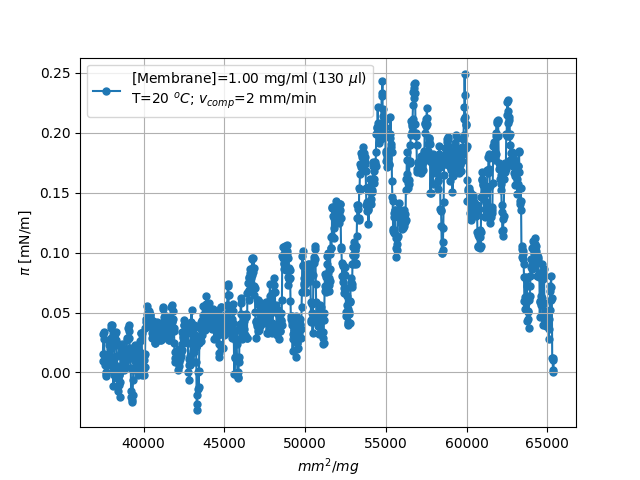 [Membrane]=1.00 mg/ml (130 μl)
T=20 °C; v_comp=2 mm/min
0.25
0.20
0.15
0.10
0.05
0.00
π [mN/m]
40000 45000 50000 55000 60000 65000
mm²/mg